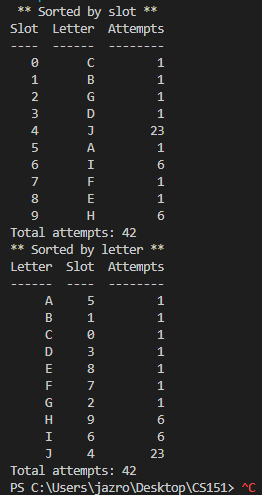 ** Sorted by slot **
Slot  Letter  Attempts
----  ------  --------
   0       C         1
   1       B         1
   2       G         1
   3       D         1
   4       J        23
   5       A         1
   6       I         6
   7       F         1
   8       E         1
   9       H         6
Total attempts: 42
** Sorted by letter **
Letter  Slot  Attempts
------  ----  --------
     A     5         1
     B     1         1
     C     0         1
     D     3         1
     E     8         1
     F     7         1
     G     2         1
     H     9         6
     I     6         6
     J     4        23
Total attempts: 42
PS C:\Users\jazro\Desktop\CS151> ^C